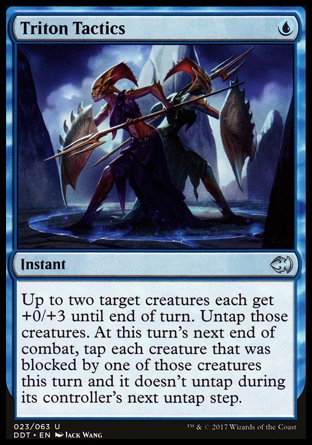 Triton Tactics
Instant
Up to two target creatures each get
+0/+3 until end of turn. Untap those
creatures. At this turn's next end of
combat, tap each creature that was
blocked by one of those creatures
this turn and it doesn't untap during
its controller's next untap step.
023/063 U
DDT • EN Jack Wang
™ & © 2017 Wizards of the Coast